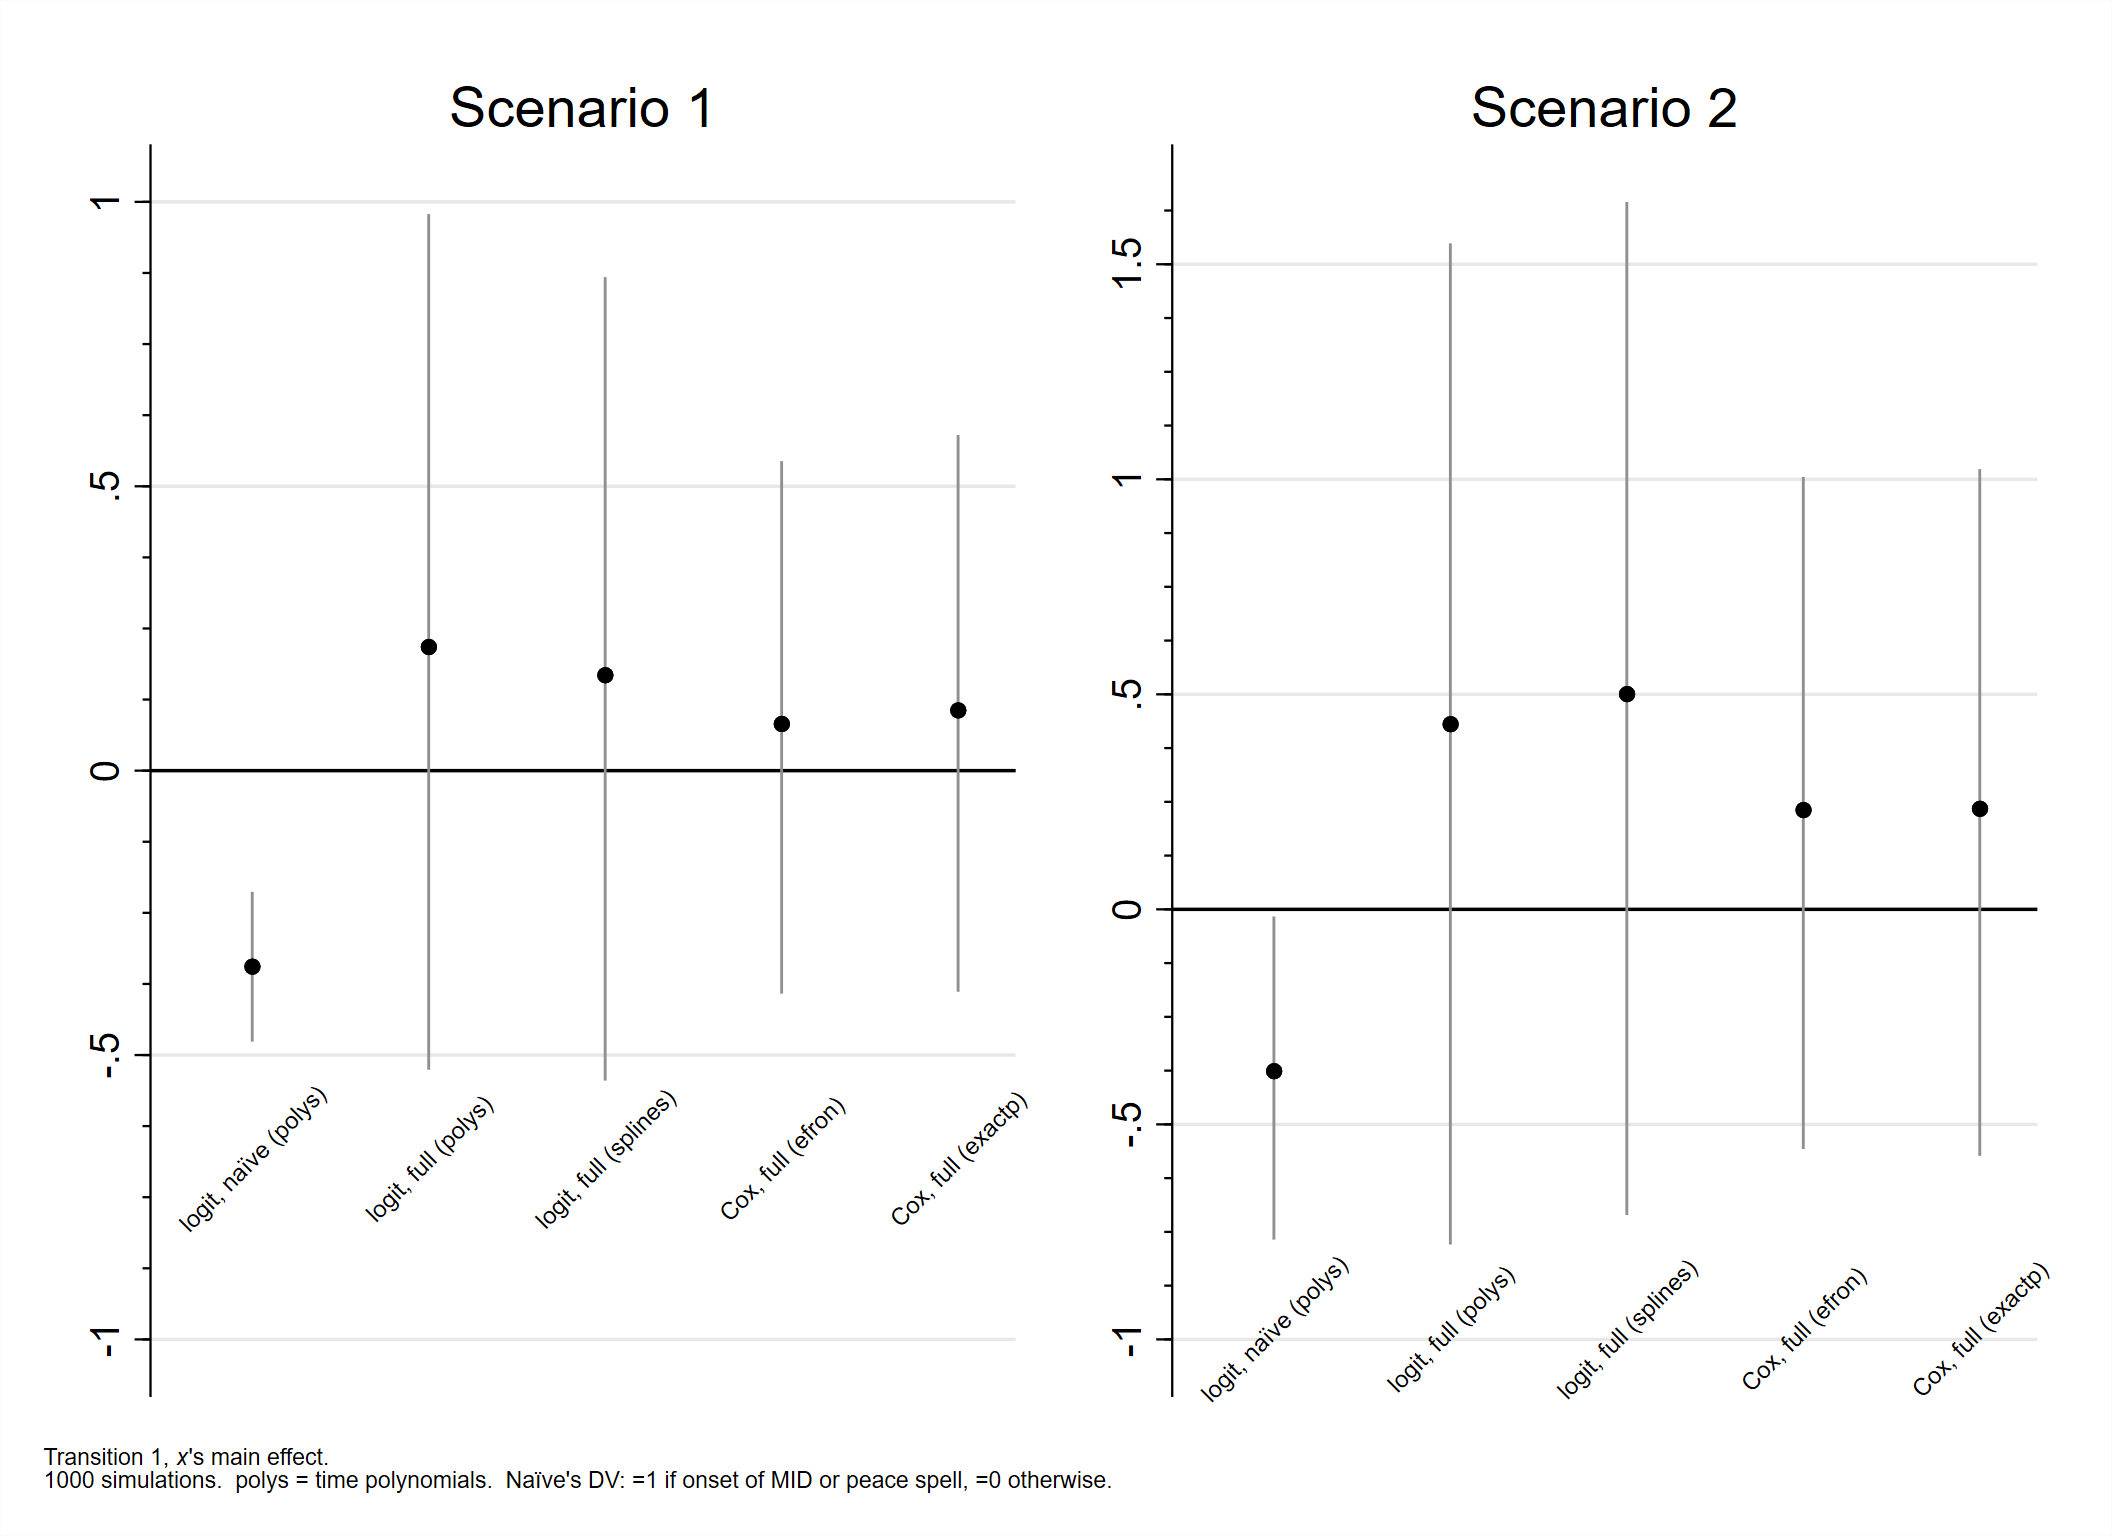 Scenario 1
1
.5
0
-.5
-1
logit, naïve (polys)
logit, full (polys)
logit, full (splines)
Cox, full (efron)
Cox, full (exactp)
Scenario 2
1.5
1
.5
0
-.5
-1
logit, naïve (polys)
logit, full (polys)
logit, full (splines)
Cox, full (efron)
Cox, full (exactp)
Transition 1, x's main effect.
1000 simulations.  polys = time polynomials.  Naïve's DV: =1 if onset of MID or peace spell, =0 otherwise.